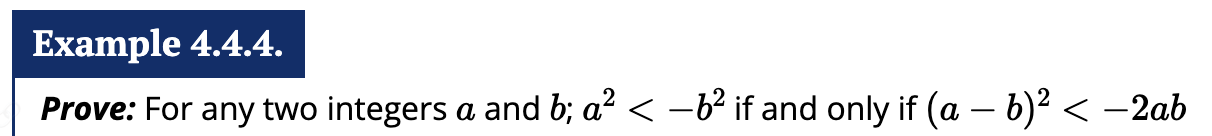 Example 4.4.4.
Prove: For any two integers a and b; a² < −b² if and only if (a − b)² < −2ab